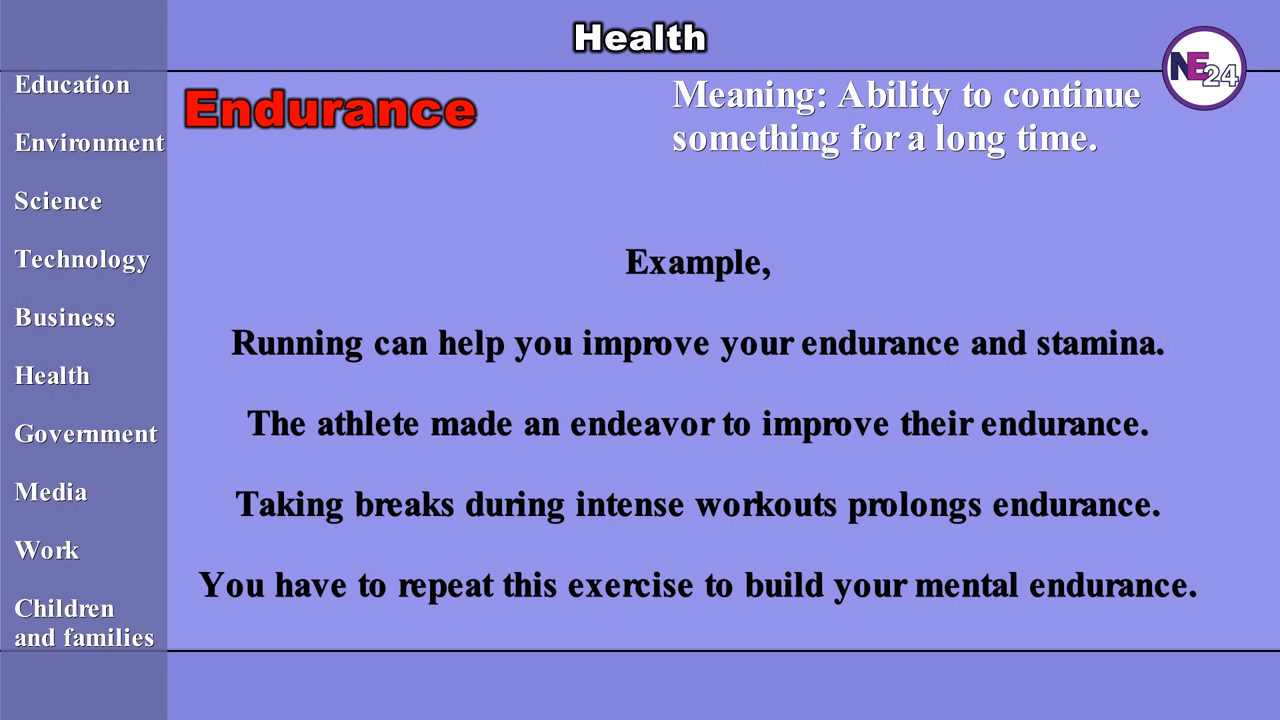 Health
NE24
Education
Environment
Science
Technology
Business
Health
Government
Media
Work
Children
and families
Endurance
Meaning: Ability to continue
something for a long time.
Example,
Running can help you improve your endurance and stamina.
The athlete made an endeavor to improve their endurance.
Taking breaks during intense workouts prolongs endurance.
You have to repeat this exercise to build your mental endurance.